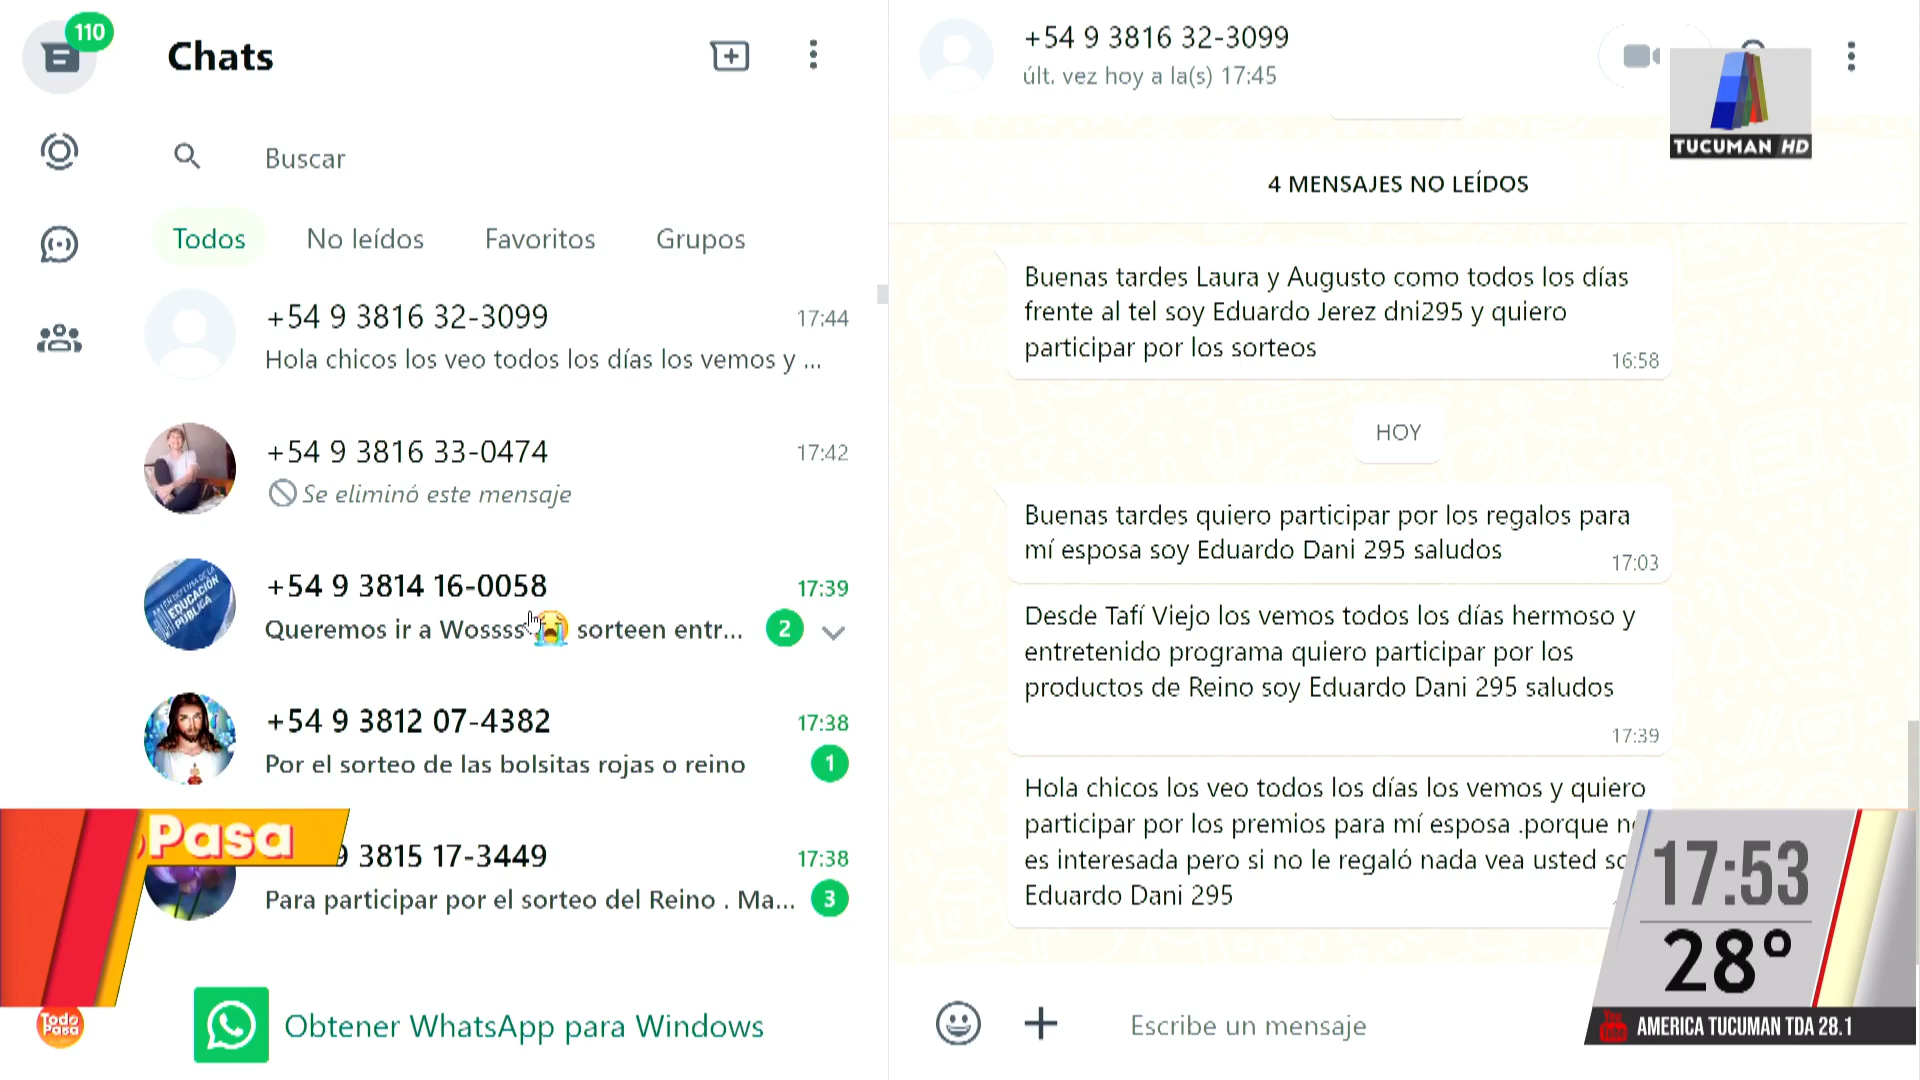 110
Chats
Buscar
Todos
No leídos
Favoritos
Grupos
+54 9 3816 32-3099
17:44
Hola chicos los veo todos los días los vemos y ...
+54 9 3816 33-0474
17:42
Se eliminó este mensaje
EDUCACIÓN
PÚBLICA
+54 9 3814 16-0058
17:39
Queremos ir a Wossss😭 sorteen entr...
2
+54 9 3812 07-4382
17:38
Por el sorteo de las bolsitas rojas o reino
1
9 3815 17-3449
17:38
Para participar por el sorteo del Reino . Ma...
3
Pasa
Todo
Pasa
Obtener WhatsApp para Windows
+54 9 3816 32-3099
últ. vez hoy a la(s) 17:45
TUCUMAN HD
4 MENSAJES NO LEÍDOS
Buenas tardes Laura y Augusto como todos los días
frente al tel soy Eduardo Jerez dni295 y quiero
participar por los sorteos
16:58
HOY
Buenas tardes quiero participar por los regalos para
mí esposa soy Eduardo Dani 295 saludos
17:03
Desde Tafí Viejo los vemos todos los días hermoso y
entretenido programa quiero participar por los
productos de Reino soy Eduardo Dani 295 saludos
17:39
Hola chicos los veo todos los días los vemos y quiero
participar por los premios para mí esposa .porque
es interesada pero si no le regaló nada vea usted
Eduardo Dani 295
Escribe un mensaje
17:53
28°
You Tube
AMERICA TUCUMAN TDA 28.1